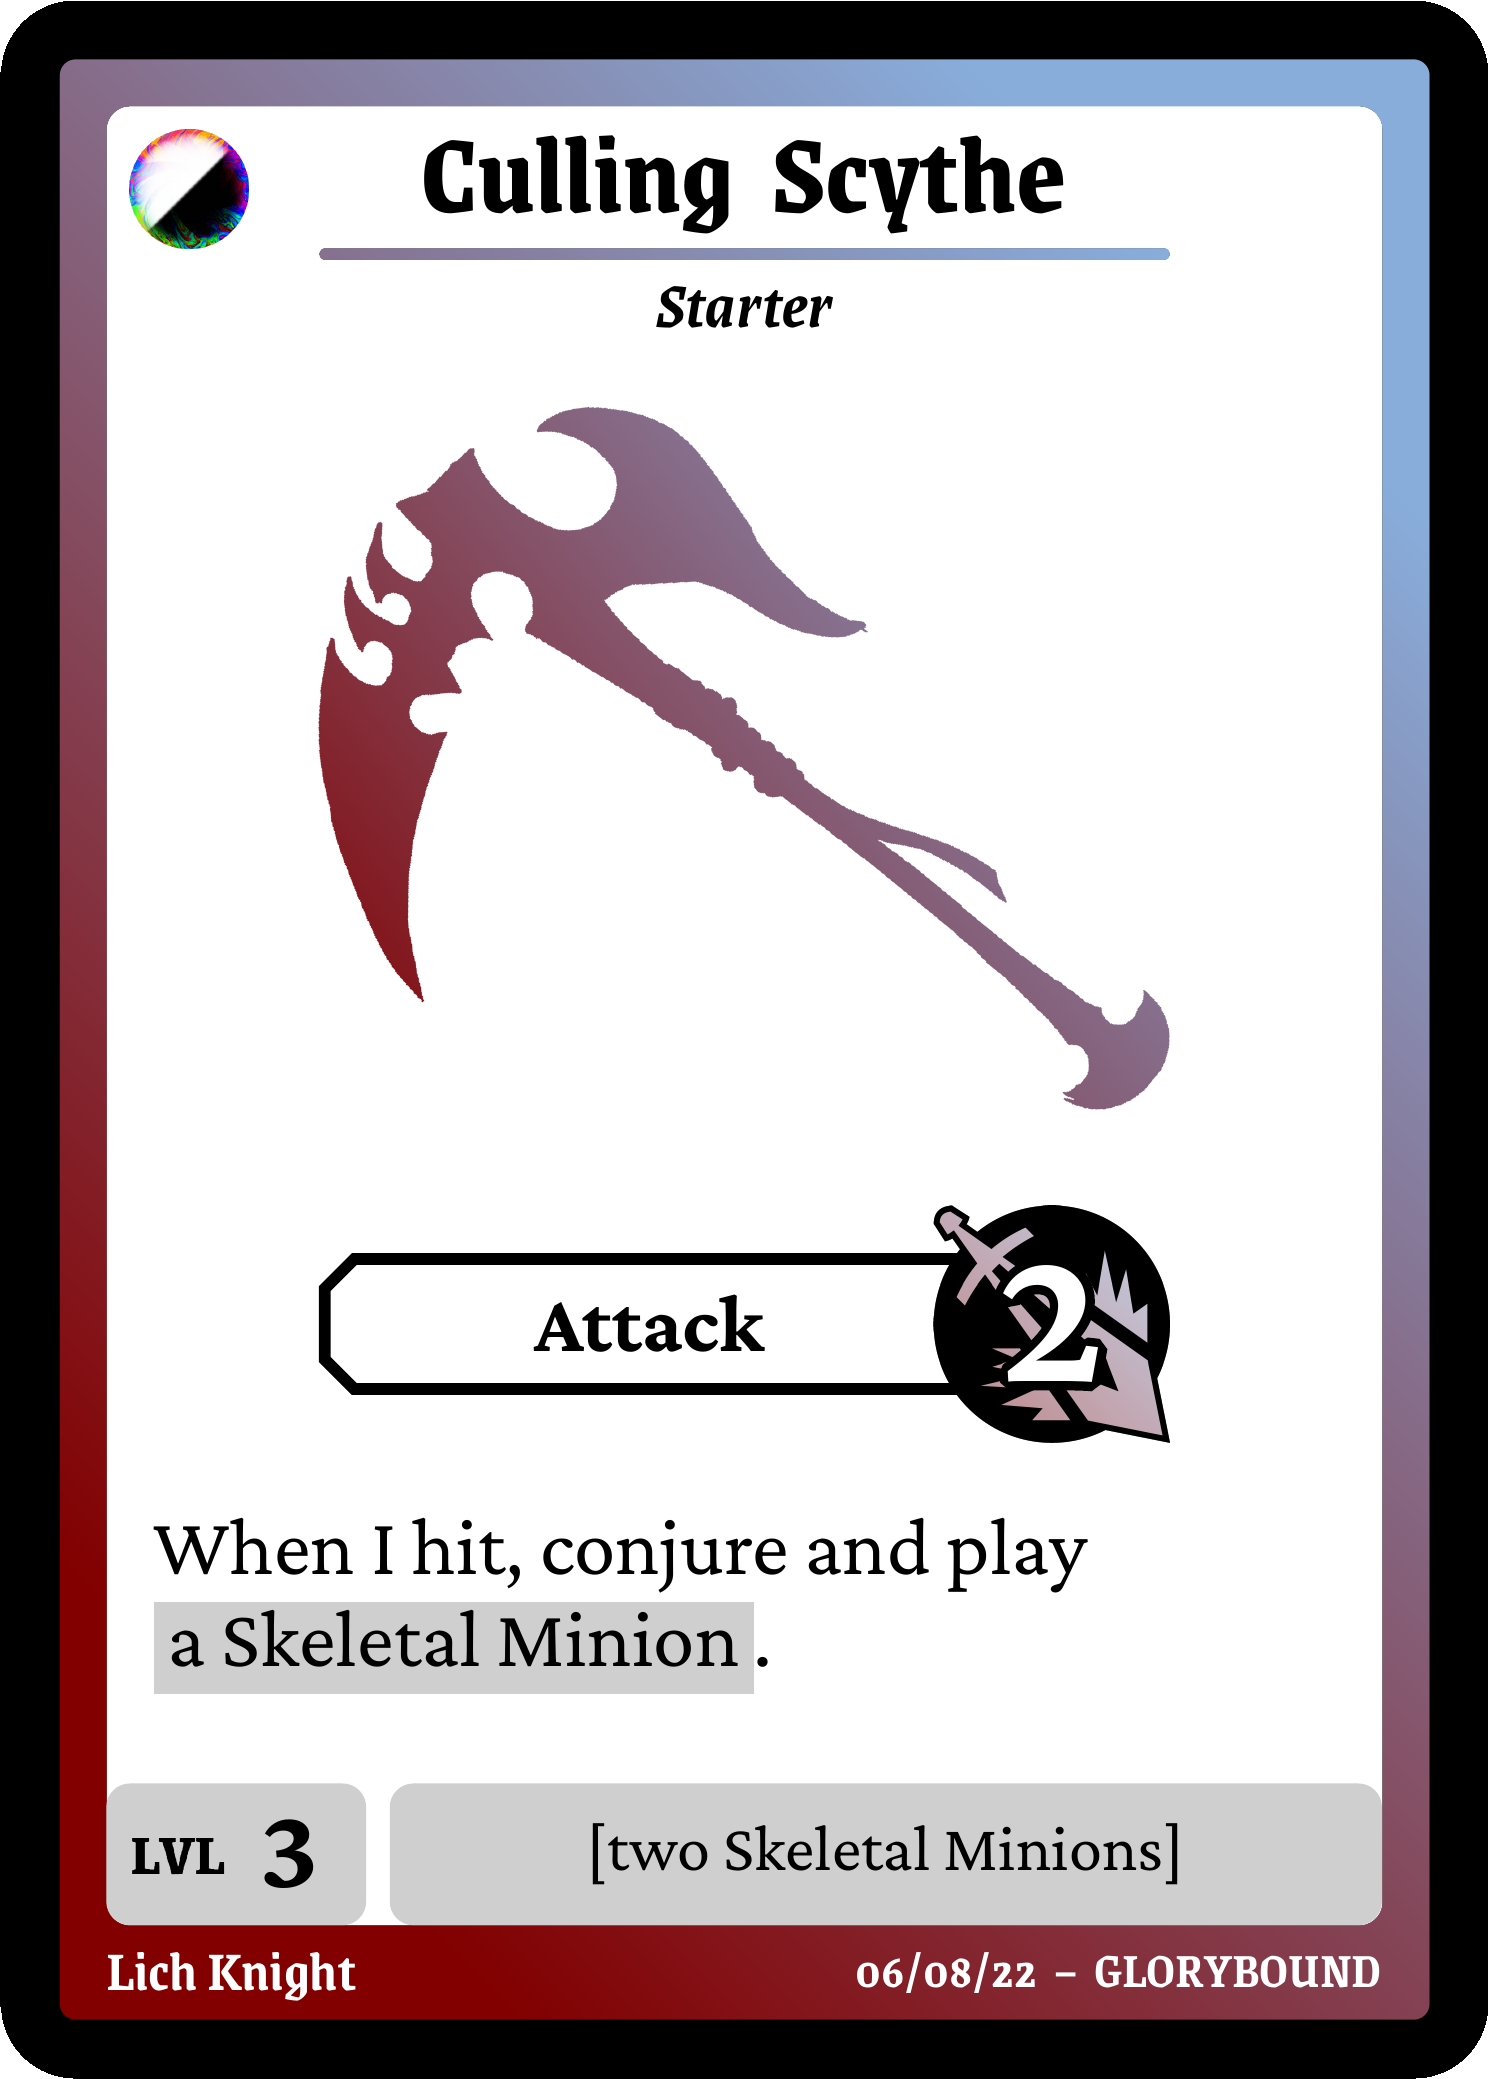 Culling Scythe
Starter
Attack 2
When I hit, conjure and play
a Skeletal Minion .
LVL 3 [two Skeletal Minions]
Lich Knight 06/08/22 – GLORYBOUND